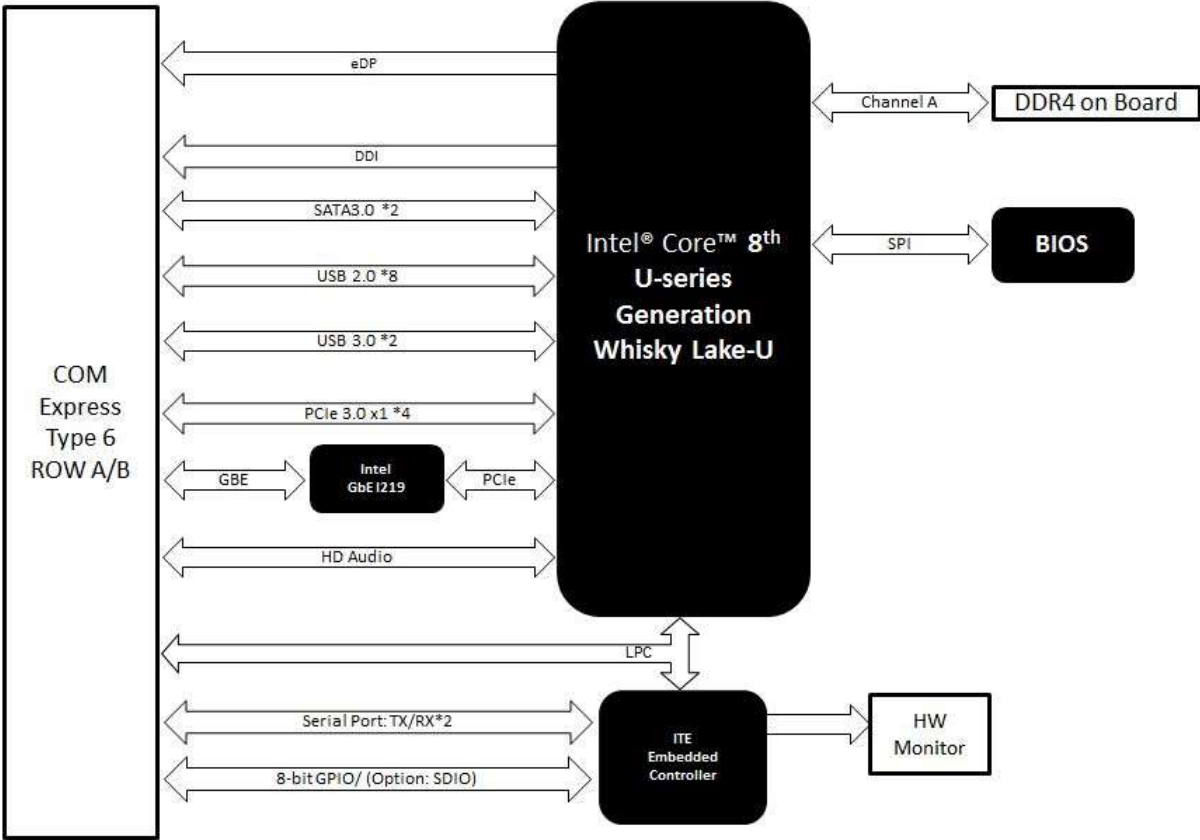 eDP
Channel A
DDR4 on Board
DDI
SATA3.0 *2
Intel® Core™ 8th
U-series
Generation
Whisky Lake-U
SPI
BIOS
USB 2.0 *8
USB 3.0 *2
COM
Express
Type 6
ROW A/B
PCIe 3.0 x1 *4
GBE
Intel
GbE I219
PCIe
HD Audio
LPC
Serial Port: TX/RX*2
ITE
Embedded
Controller
HW
Monitor
8-bit GPIO/ (Option: SDIO)